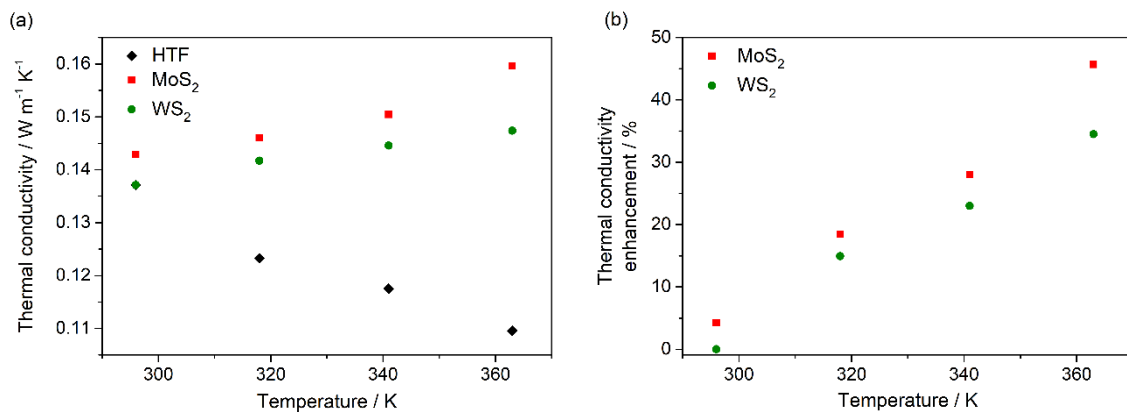 (a)
HTF
MoS₂
WS₂
0.16
0.15
0.14
0.13
0.12
0.11
300
320
340
360
Thermal conductivity / W m⁻¹ K⁻¹
Temperature / K
(b)
MoS₂
WS₂
50
40
30
20
10
0
300
320
340
360
Thermal conductivity
enhancement / %
Temperature / K